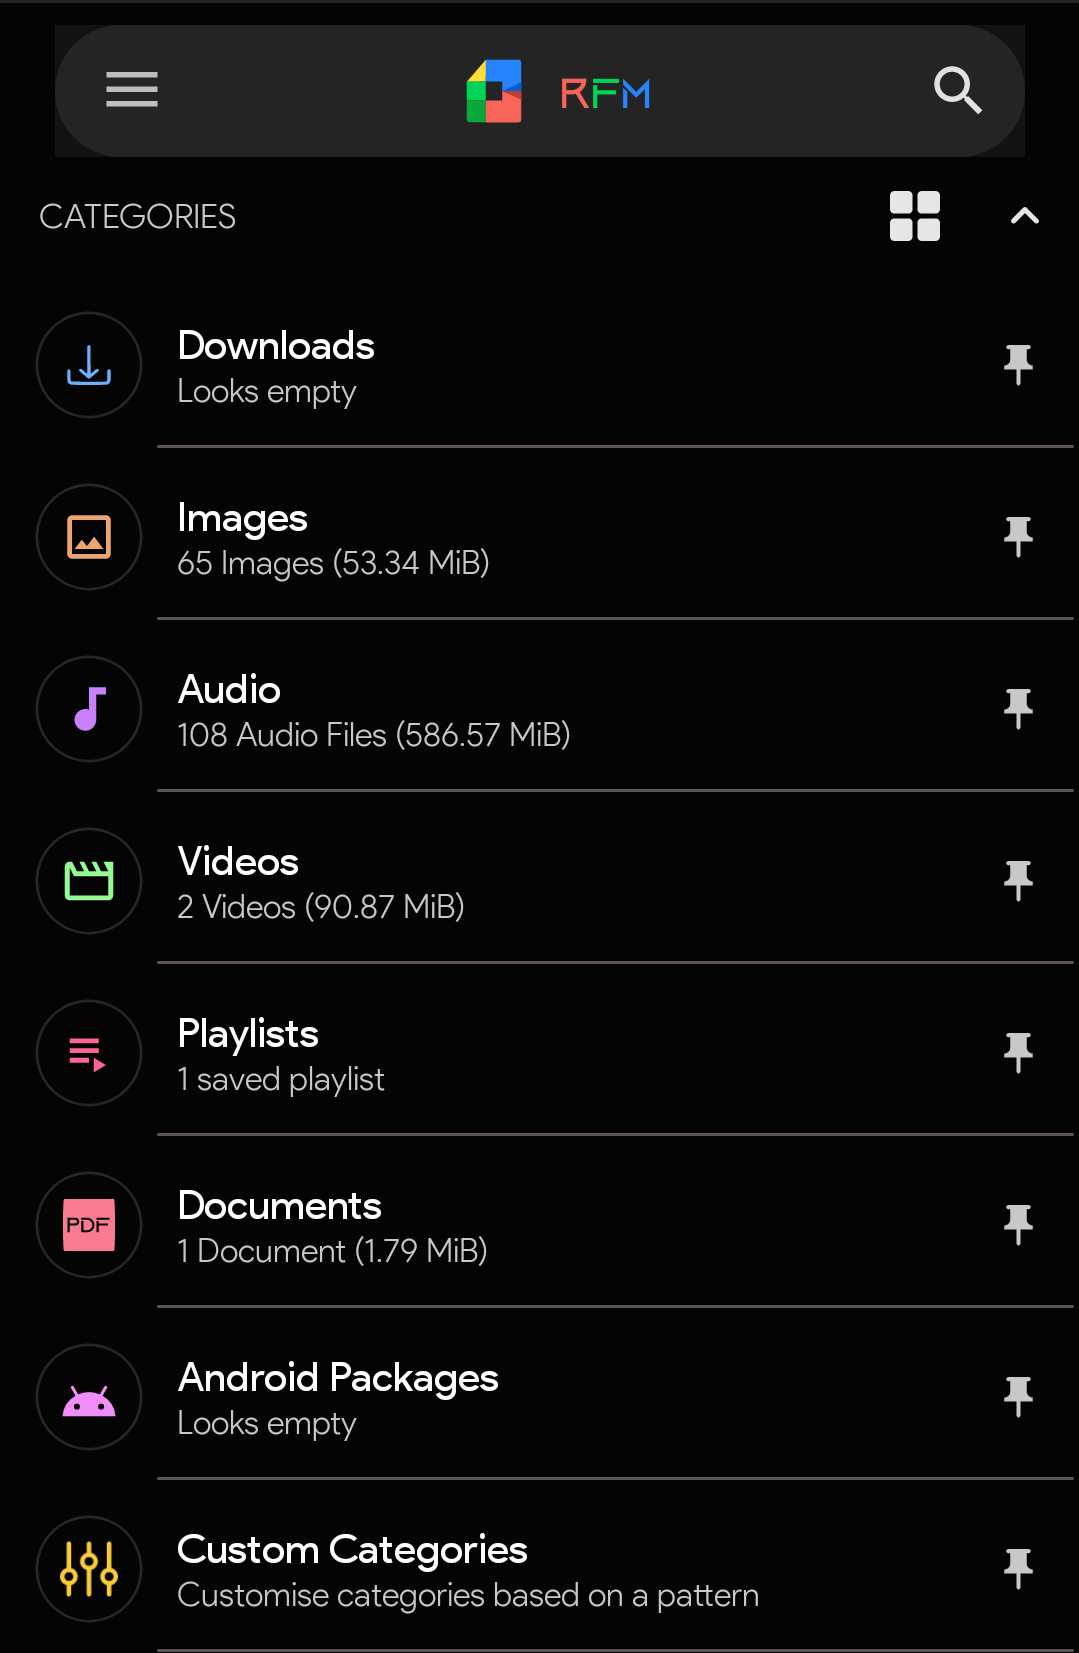 RFM
CATEGORIES
Downloads
Looks empty
Images
65 Images (53.34 MiB)
Audio
108 Audio Files (586.57 MiB)
Videos
2 Videos (90.87 MiB)
Playlists
1 saved playlist
PDF
Documents
1 Document (1.79 MiB)
Android Packages
Looks empty
Custom Categories
Customise categories based on a pattern